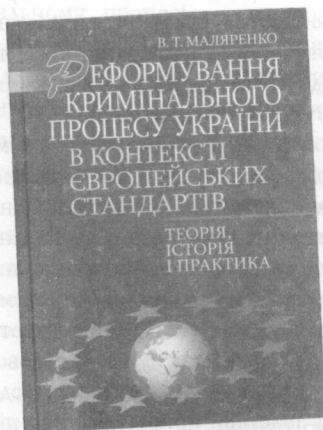 В. Т. МАЛЯРЕНКО
РЕФОРМУВАННЯ
КРИМІНАЛЬНОГО
ПРОЦЕСУ УКРАЇНИ
В КОНТЕКСТІ
ЄВРОПЕЙСЬКИХ
СТАНДАРТІВ
ТЕОРІЯ,
ІСТОРІЯ
І ПРАКТИКА